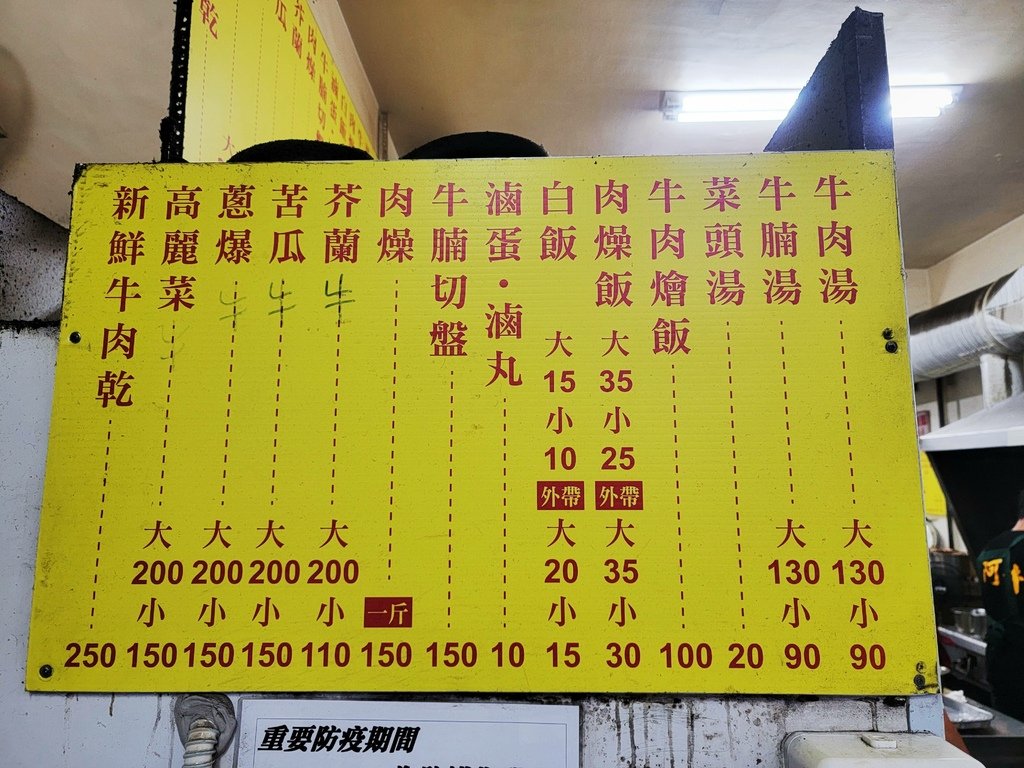 牛肉湯 大 130 小 90
牛腩湯 大 130 小 90
菜頭湯 20
牛肉燴飯 100
肉燥飯 大 35 小 25 外帶 大 35 小 30
白飯 大 15 小 10 外帶 大 20 小 15
滷蛋・滷丸 10
牛腩切盤 150
肉燥 一斤 150
芥蘭牛 大 200 小 110
苦瓜牛 大 200 小 150
蔥爆牛 大 200 小 150
高麗菜 大 200 小 150
新鮮牛肉乾 250
重要防疫期間